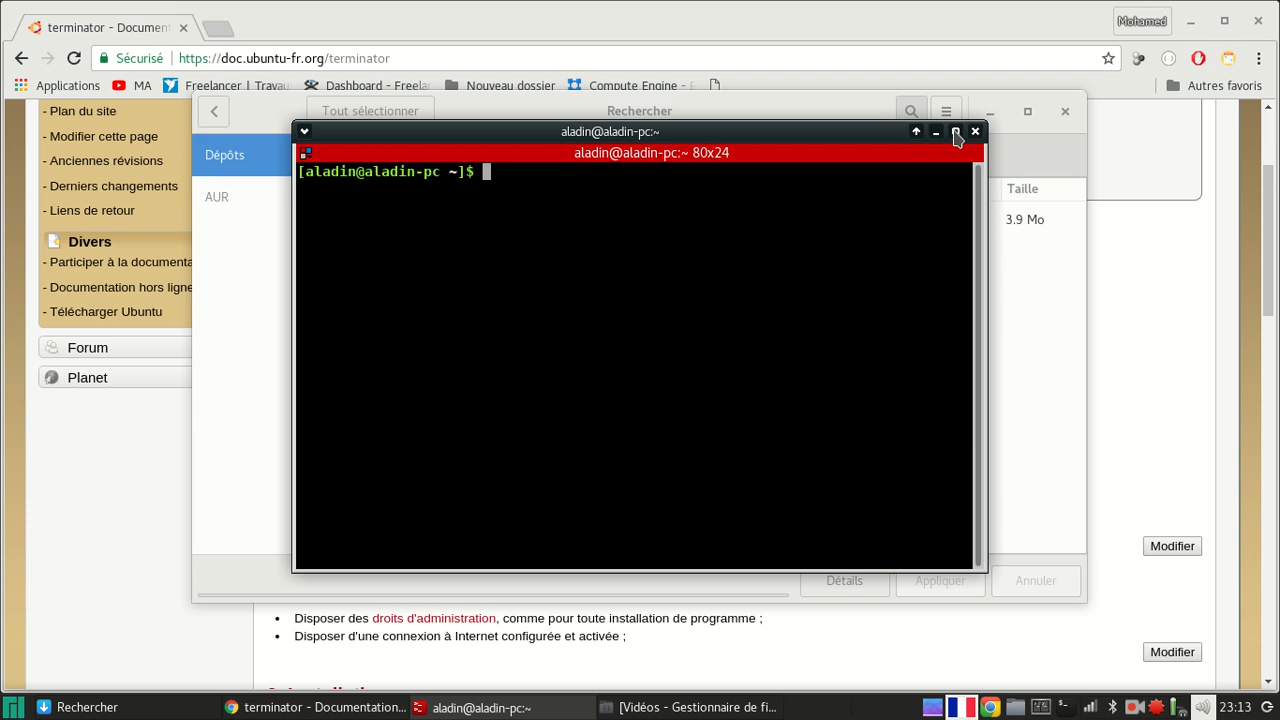 terminator - Document
Mohamed
Sécurisé https://doc.ubuntu-fr.org/terminator
Applications MA Freelancer | Travau Dashboard - Freelan Nouveau dossier Compute Engine - Autres favoris
- Plan du site
- Modifier cette page
- Anciennes révisions
- Derniers changements
- Liens de retour
Divers
- Participer à la documenta
- Documentation hors ligne
- Télécharger Ubuntu
Forum
Planet
Tout sélectionner Rechercher
Dépôts
AUR
Taille
3.9 Mo
aladin@aladin-pc:~
aladin@aladin-pc:~ 80x24
[aladin@aladin-pc ~]$
Détails Appliquer Annuler
Modifier
Disposer des droits d'administration, comme pour toute installation de programme ;
Disposer d'une connexion à Internet configurée et activée ;
Modifier
Rechercher terminator - Documentation... aladin@aladin-pc:~ [Vidéos - Gestionnaire de fi... 23:13